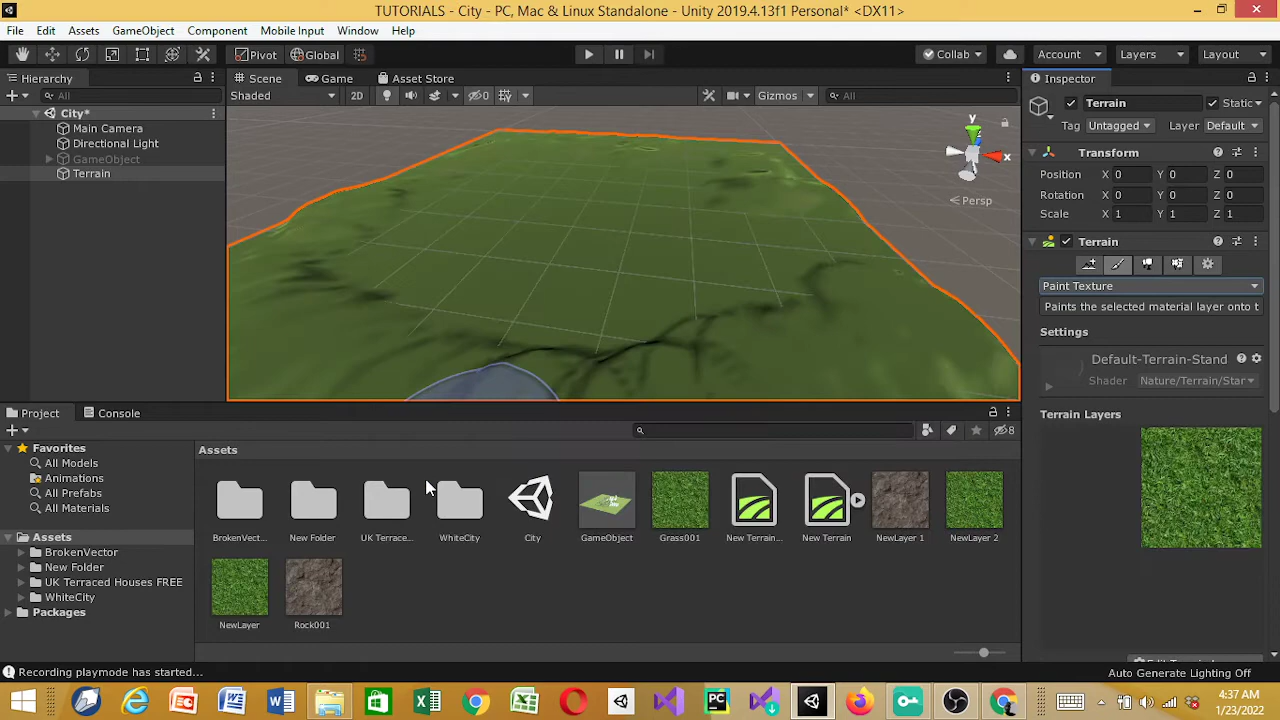 TUTORIALS - City - PC, Mac & Linux Standalone - Unity 2019.4.13f1 Personal* <DX11>
File Edit Assets GameObject Component Mobile Input Window Help
Pivot Global Collab Account Layers Layout
Hierarchy Scene Game Asset Store Inspector
All Shaded 2D 0 Gizmos All Terrain Static
City*
Main Camera
Directional Light
GameObject
Terrain
y
x
Persp
Tag Untagged Layer Default
Transform
Position X 0 Y 0 Z 0
Rotation X 0 Y 0 Z 0
Scale X 1 Y 1 Z 1
Terrain
Paint Texture
Paints the selected material layer onto t
Settings
Default-Terrain-Stand
Shader Nature/Terrain/Star
Terrain Layers
Project Console
8
Favorites
All Models
Animations
All Prefabs
All Materials
Assets
BrokenVector
New Folder
UK Terraced Houses FREE
WhiteCity
Packages
Assets
BrokenVect... New Folder UK Terrace... WhiteCity City GameObject Grass001 New Terrain... New Terrain NewLayer 1 NewLayer 2
NewLayer Rock001
Recording playmode has started...
Auto Generate Lighting Off
4:37 AM
1/23/2022